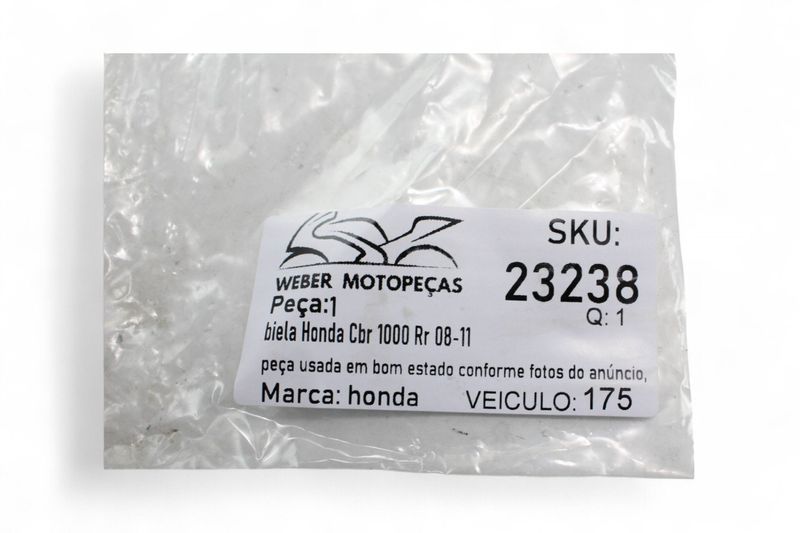 WEBER MOTOPEÇAS
SKU:
23238
Peça:1
Q: 1
biela Honda Cbr 1000 Rr 08-11
peça usada em bom estado conforme fotos do anúncio,
Marca: honda
VEICULO: 175